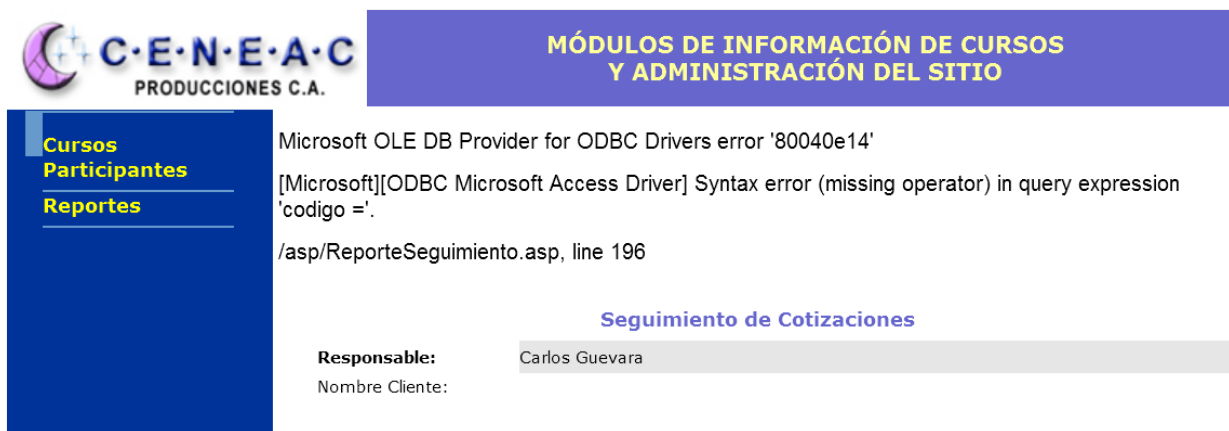 C·E·N·E·A·C
PRODUCCIONES C.A.
MÓDULOS DE INFORMACIÓN DE CURSOS
Y ADMINISTRACIÓN DEL SITIO
Cursos
Participantes
Reportes
Microsoft OLE DB Provider for ODBC Drivers error '80040e14'
[Microsoft][ODBC Microsoft Access Driver] Syntax error (missing operator) in query expression
'codigo ='.
/asp/ReporteSeguimiento.asp, line 196
Seguimiento de Cotizaciones
Responsable: Carlos Guevara
Nombre Cliente: